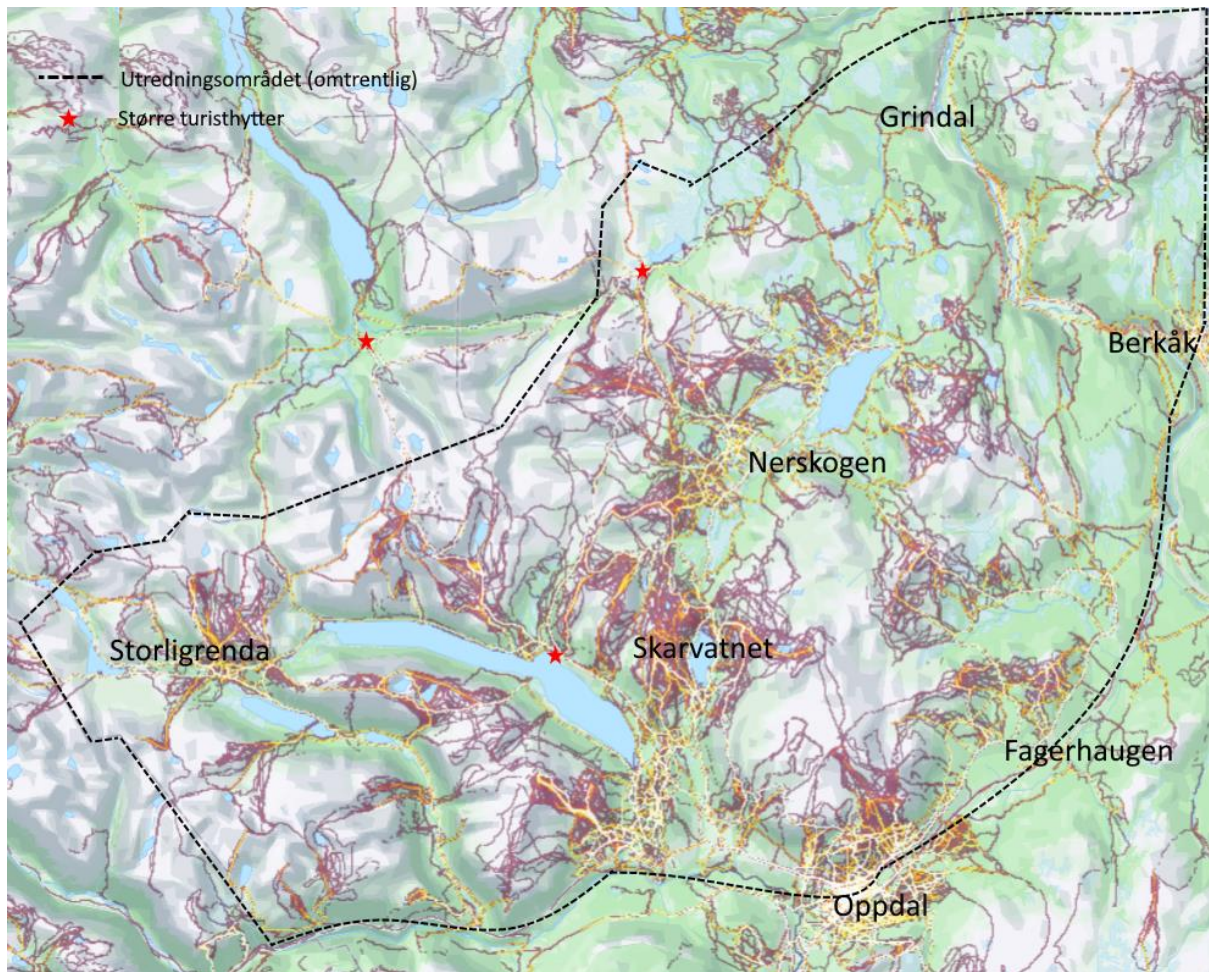 Utredningsområdet (omtrentlig)
Større turisthytter
Grindal
Berkåk
Nerskogen
Storligrenda
Skarvatnet
Fagerhaugen
Oppdal